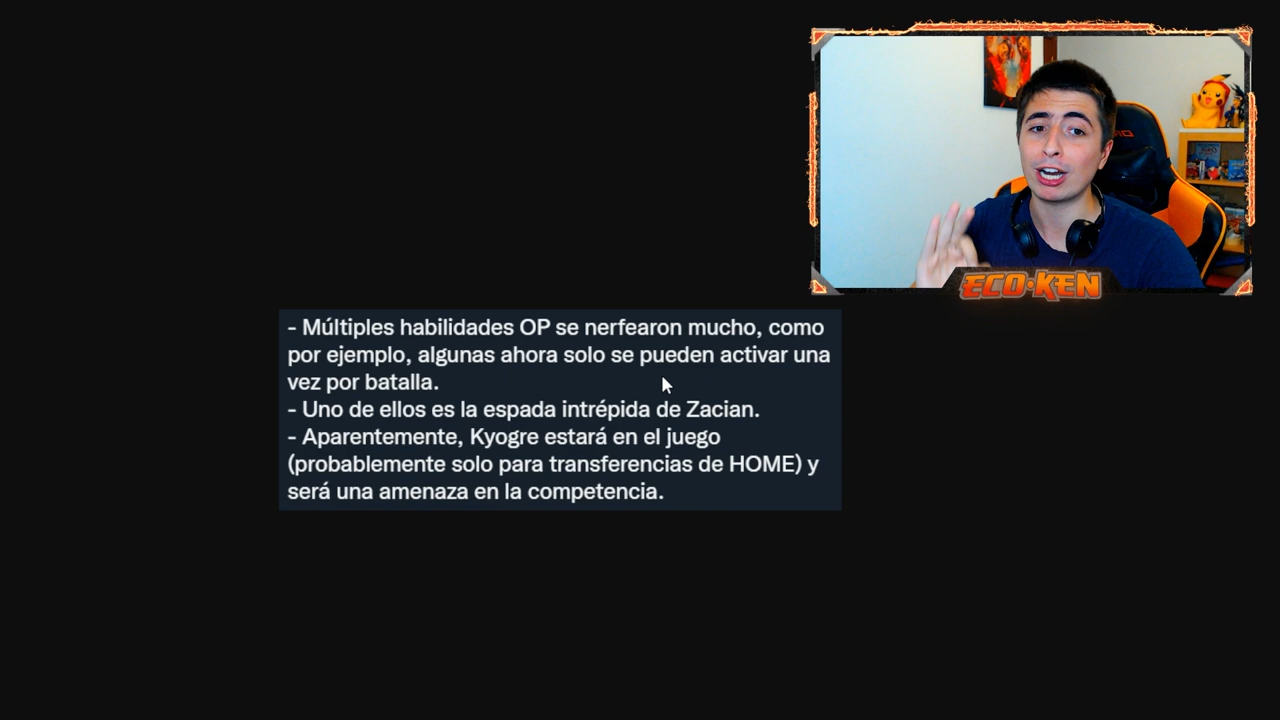 ECO·KEN
- Múltiples habilidades OP se nerfearon mucho, como
por ejemplo, algunas ahora solo se pueden activar una
vez por batalla.
- Uno de ellos es la espada intrépida de Zacian.
- Aparentemente, Kyogre estará en el juego
(probablemente solo para transferencias de HOME) y
será una amenaza en la competencia.